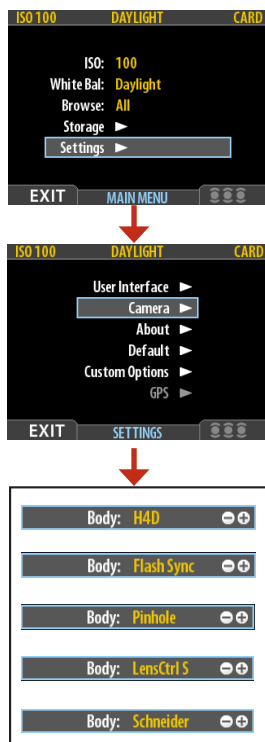 ISO 100 DAYLIGHT CARD
ISO: 100
White Bal: Daylight
Browse: All
Storage
Settings
EXIT MAIN MENU
ISO 100 DAYLIGHT CARD
User Interface
Camera
About
Default
Custom Options
GPS
EXIT SETTINGS
Body: H4D
Body: Flash Sync
Body: Pinhole
Body: LensCtrl S
Body: Schneider